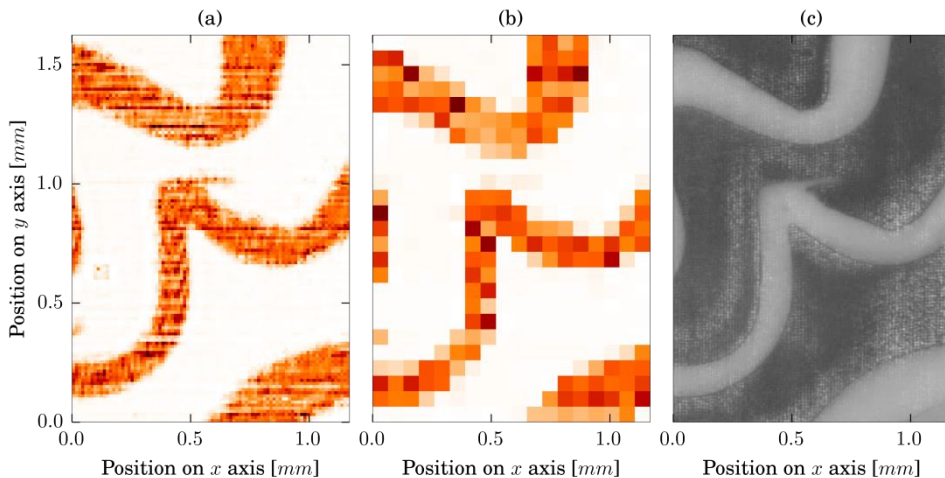 (a) (b) (c)
Position on y axis [mm]
1.5
1.0
0.5
0.0
0.0 0.5 1.0 0.0 0.5 1.0 0.0 0.5 1.0
Position on x axis [mm] Position on x axis [mm] Position on x axis [mm]